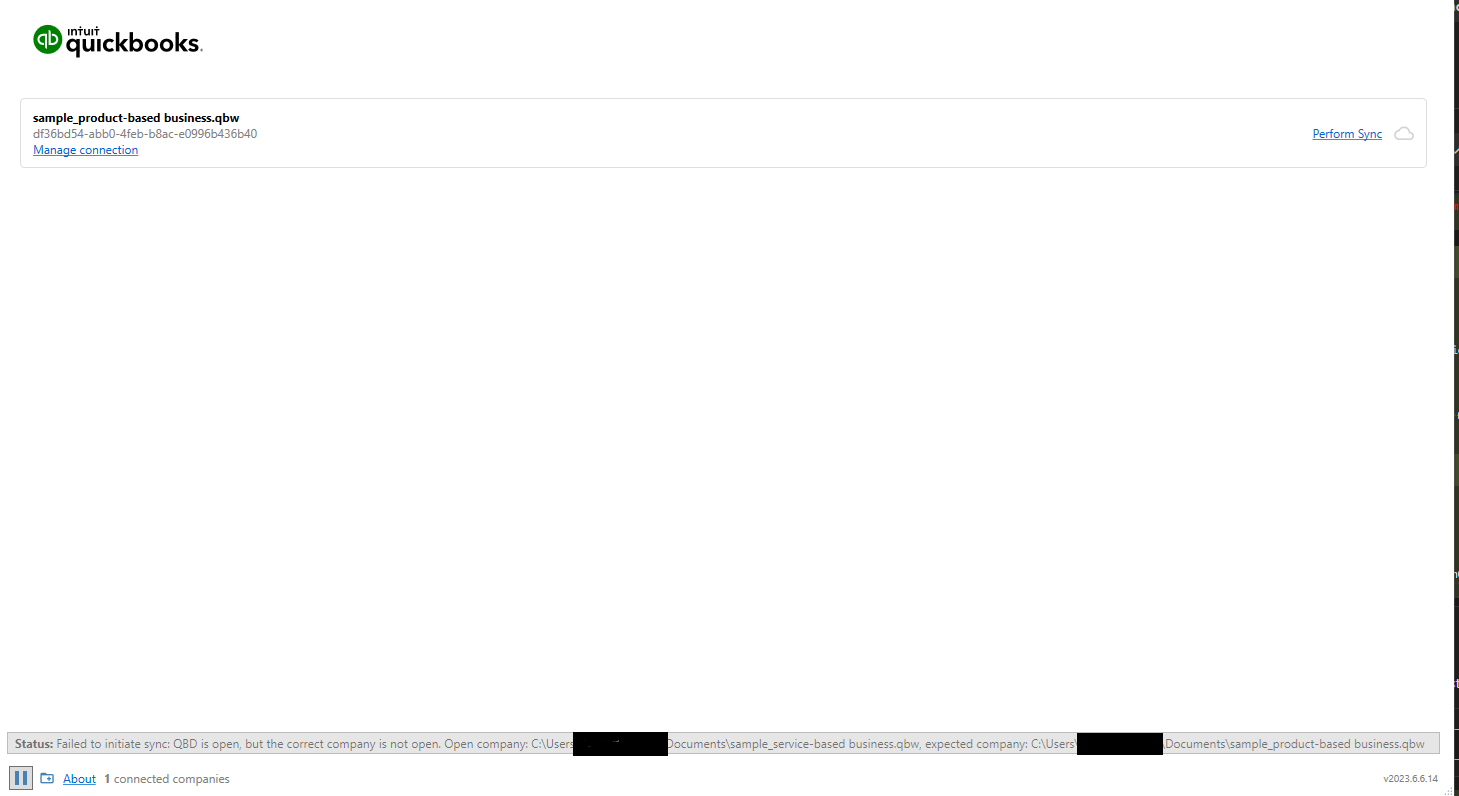 intuit
qb quickbooks.
sample_product-based business.qbw
df36bd54-abb0-4feb-b8ac-e0996b436b40
Perform Sync
Manage connection
Status: Failed to initiate sync: QBD is open, but the correct company is not open. Open company: C:\Users Documents\sample_service-based business.qbw, expected company: C:\Users\ \Documents\sample_product-based business.qbw
About 1 connected companies
v2023.6.6.14